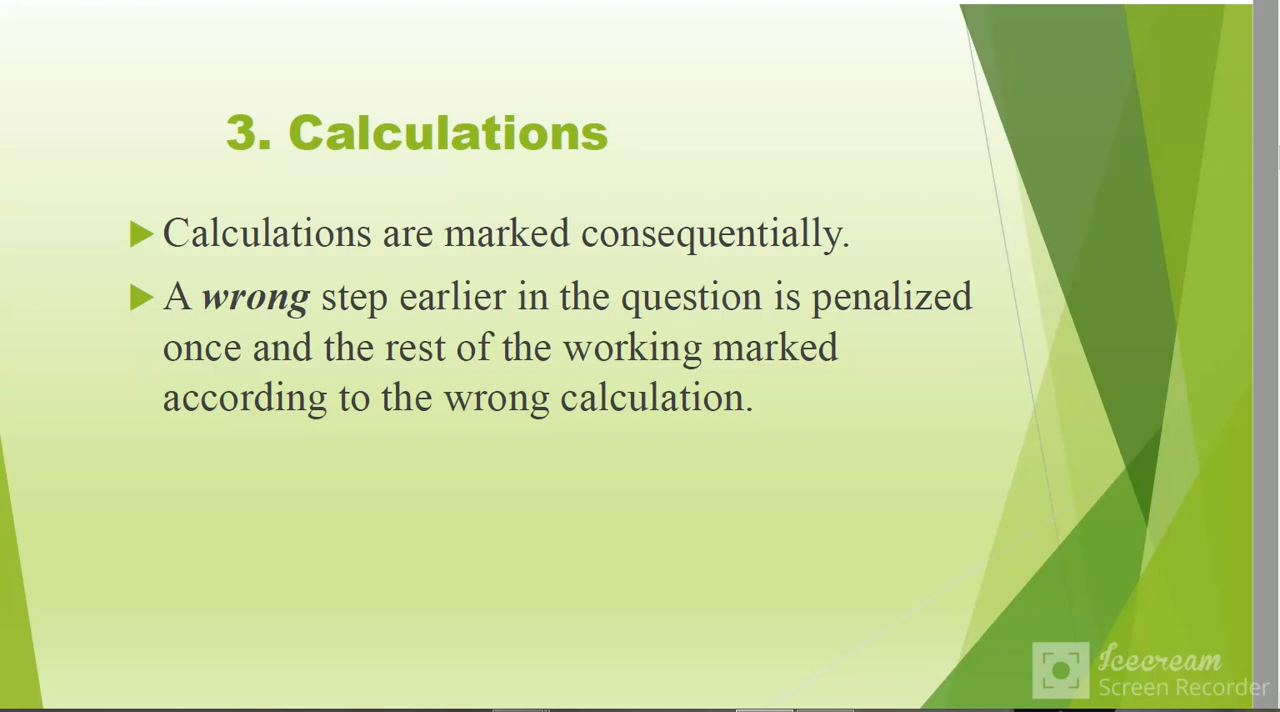 3. Calculations
Calculations are marked consequentially.
A wrong step earlier in the question is penalized
once and the rest of the working marked
according to the wrong calculation.
Icecream
Screen Recorder